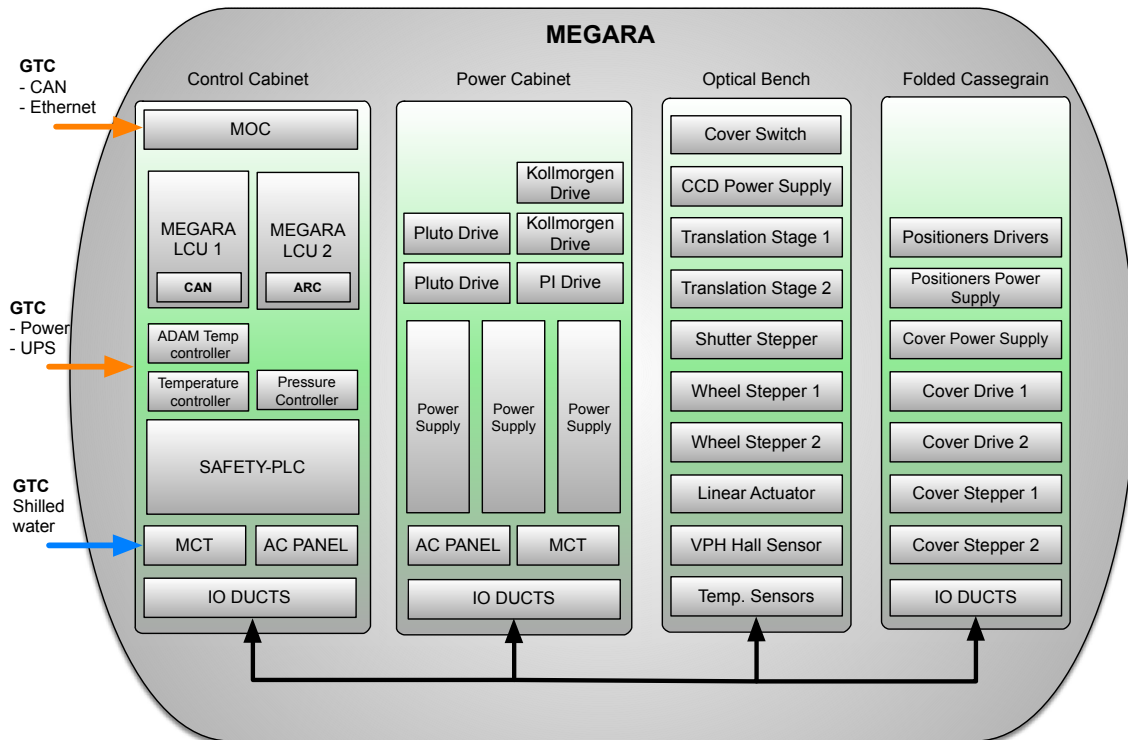 MEGARA
GTC
- CAN
- Ethernet
GTC
- Power
- UPS
GTC
Shilled
water
Control Cabinet
MOC
MEGARA
LCU 1
CAN
MEGARA
LCU 2
ARC
ADAM Temp
controller
Temperature
controller
Pressure
Controller
SAFETY-PLC
MCT
AC PANEL
IO DUCTS
Power Cabinet
Kollmorgen
Drive
Pluto Drive
Kollmorgen
Drive
Pluto Drive
PI Drive
Power
Supply
Power
Supply
Power
Supply
AC PANEL
MCT
IO DUCTS
Optical Bench
Cover Switch
CCD Power Supply
Translation Stage 1
Translation Stage 2
Shutter Stepper
Wheel Stepper 1
Wheel Stepper 2
Linear Actuator
VPH Hall Sensor
Temp. Sensors
Folded Cassegrain
Positioners Drivers
Positioners Power
Supply
Cover Power Supply
Cover Drive 1
Cover Drive 2
Cover Stepper 1
Cover Stepper 2
IO DUCTS